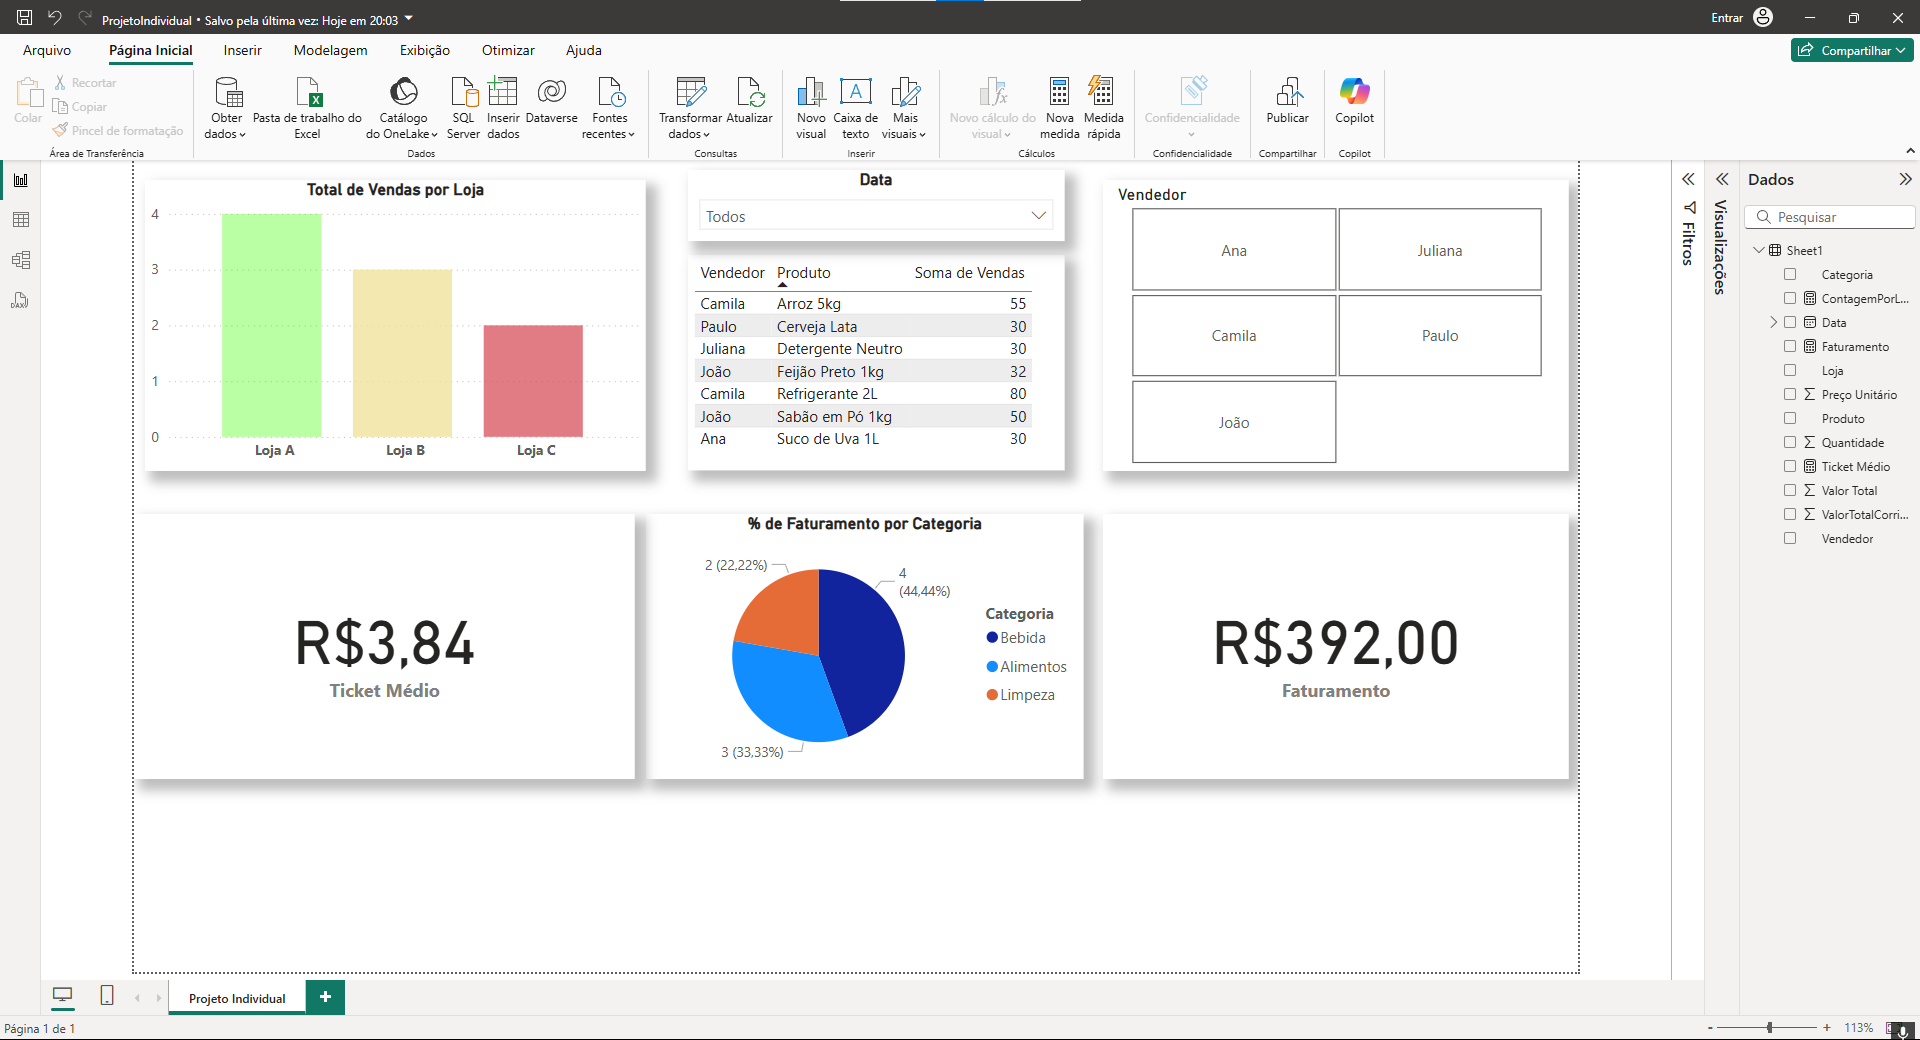 ProjetoIndividual • Salvo pela última vez: Hoje em 20:03
Entrar
Arquivo Página Inicial Inserir Modelagem Exibição Otimizar Ajuda
Compartilhar
Colar
Recortar
Copiar
Pincel de formatação
Área de Transferência
Obter dados
Pasta de trabalho do Excel
Catálogo do OneLake
SQL Server
Inserir dados
Dataverse
Fontes recentes
Dados
Transformar dados
Atualizar
Consultas
Novo visual
Caixa de texto
Mais visuais
Inserir
Novo cálculo do visual
Nova medida
Medida rápida
Cálculos
Confidencialidade
Confidencialidade
Publicar
Compartilhar
Copilot
Copilot
Total de Vendas por Loja
4
3
2
1
0
Loja A Loja B Loja C
Data
Todos
Vendedor Produto Soma de Vendas
Camila Arroz 5kg 55
Paulo Cerveja Lata 30
Juliana Detergente Neutro 30
João Feijão Preto 1kg 32
Camila Refrigerante 2L 80
João Sabão em Pó 1kg 50
Ana Suco de Uva 1L 30
Vendedor
Ana Juliana
Camila Paulo
João
R$3,84
Ticket Médio
% de Faturamento por Categoria
2 (22,22%)
4
(44,44%)
3 (33,33%)
Categoria
Bebida
Alimentos
Limpeza
R$392,00
Faturamento
Filtros
Visualizações
Dados
Pesquisar
Sheet1
Categoria
ContagemPorL...
Data
Faturamento
Loja
Preço Unitário
Produto
Quantidade
Ticket Médio
Valor Total
ValorTotalCorri...
Vendedor
Projeto Individual
Página 1 de 1
113%